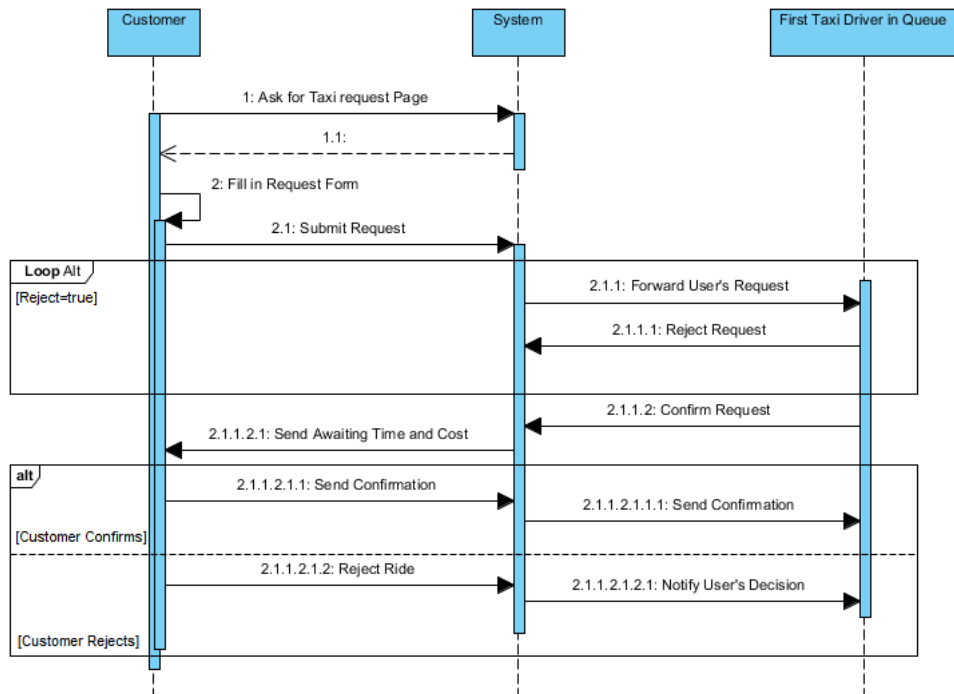 Customer
System
First Taxi Driver in Queue
1: Ask for Taxi request Page
1.1:
2: Fill in Request Form
2.1: Submit Request
Loop Alt
[Reject=true]
2.1.1: Forward User's Request
2.1.1.1: Reject Request
2.1.1.2: Confirm Request
2.1.1.2.1: Send Awaiting Time and Cost
alt
2.1.1.2.1.1: Send Confirmation
2.1.1.2.1.1.1: Send Confirmation
[Customer Confirms]
2.1.1.2.1.2: Reject Ride
2.1.1.2.1.2.1: Notify User's Decision
[Customer Rejects]